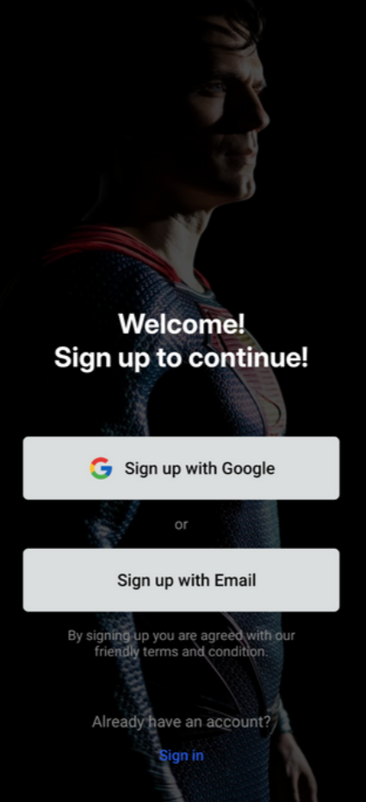 Welcome!
Sign up to continue!
Sign up with Google
or
Sign up with Email
By signing up you are agreed with our
friendly terms and condition.
Already have an account?
Sign in